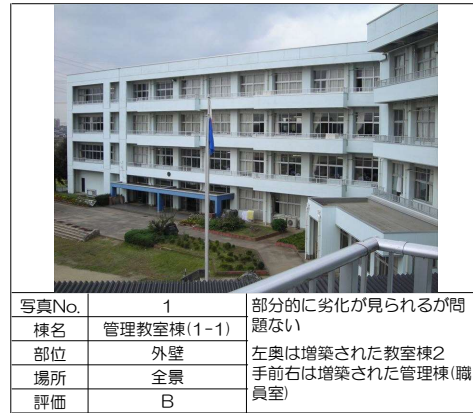 写真No. 1
棟名 管理教室棟(1-1)
部位 外壁
場所 全景
評価 B
部分的に劣化が見られるが問
題ない
左奥は増築された教室棟2
手前右は増築された管理棟(職
員室)